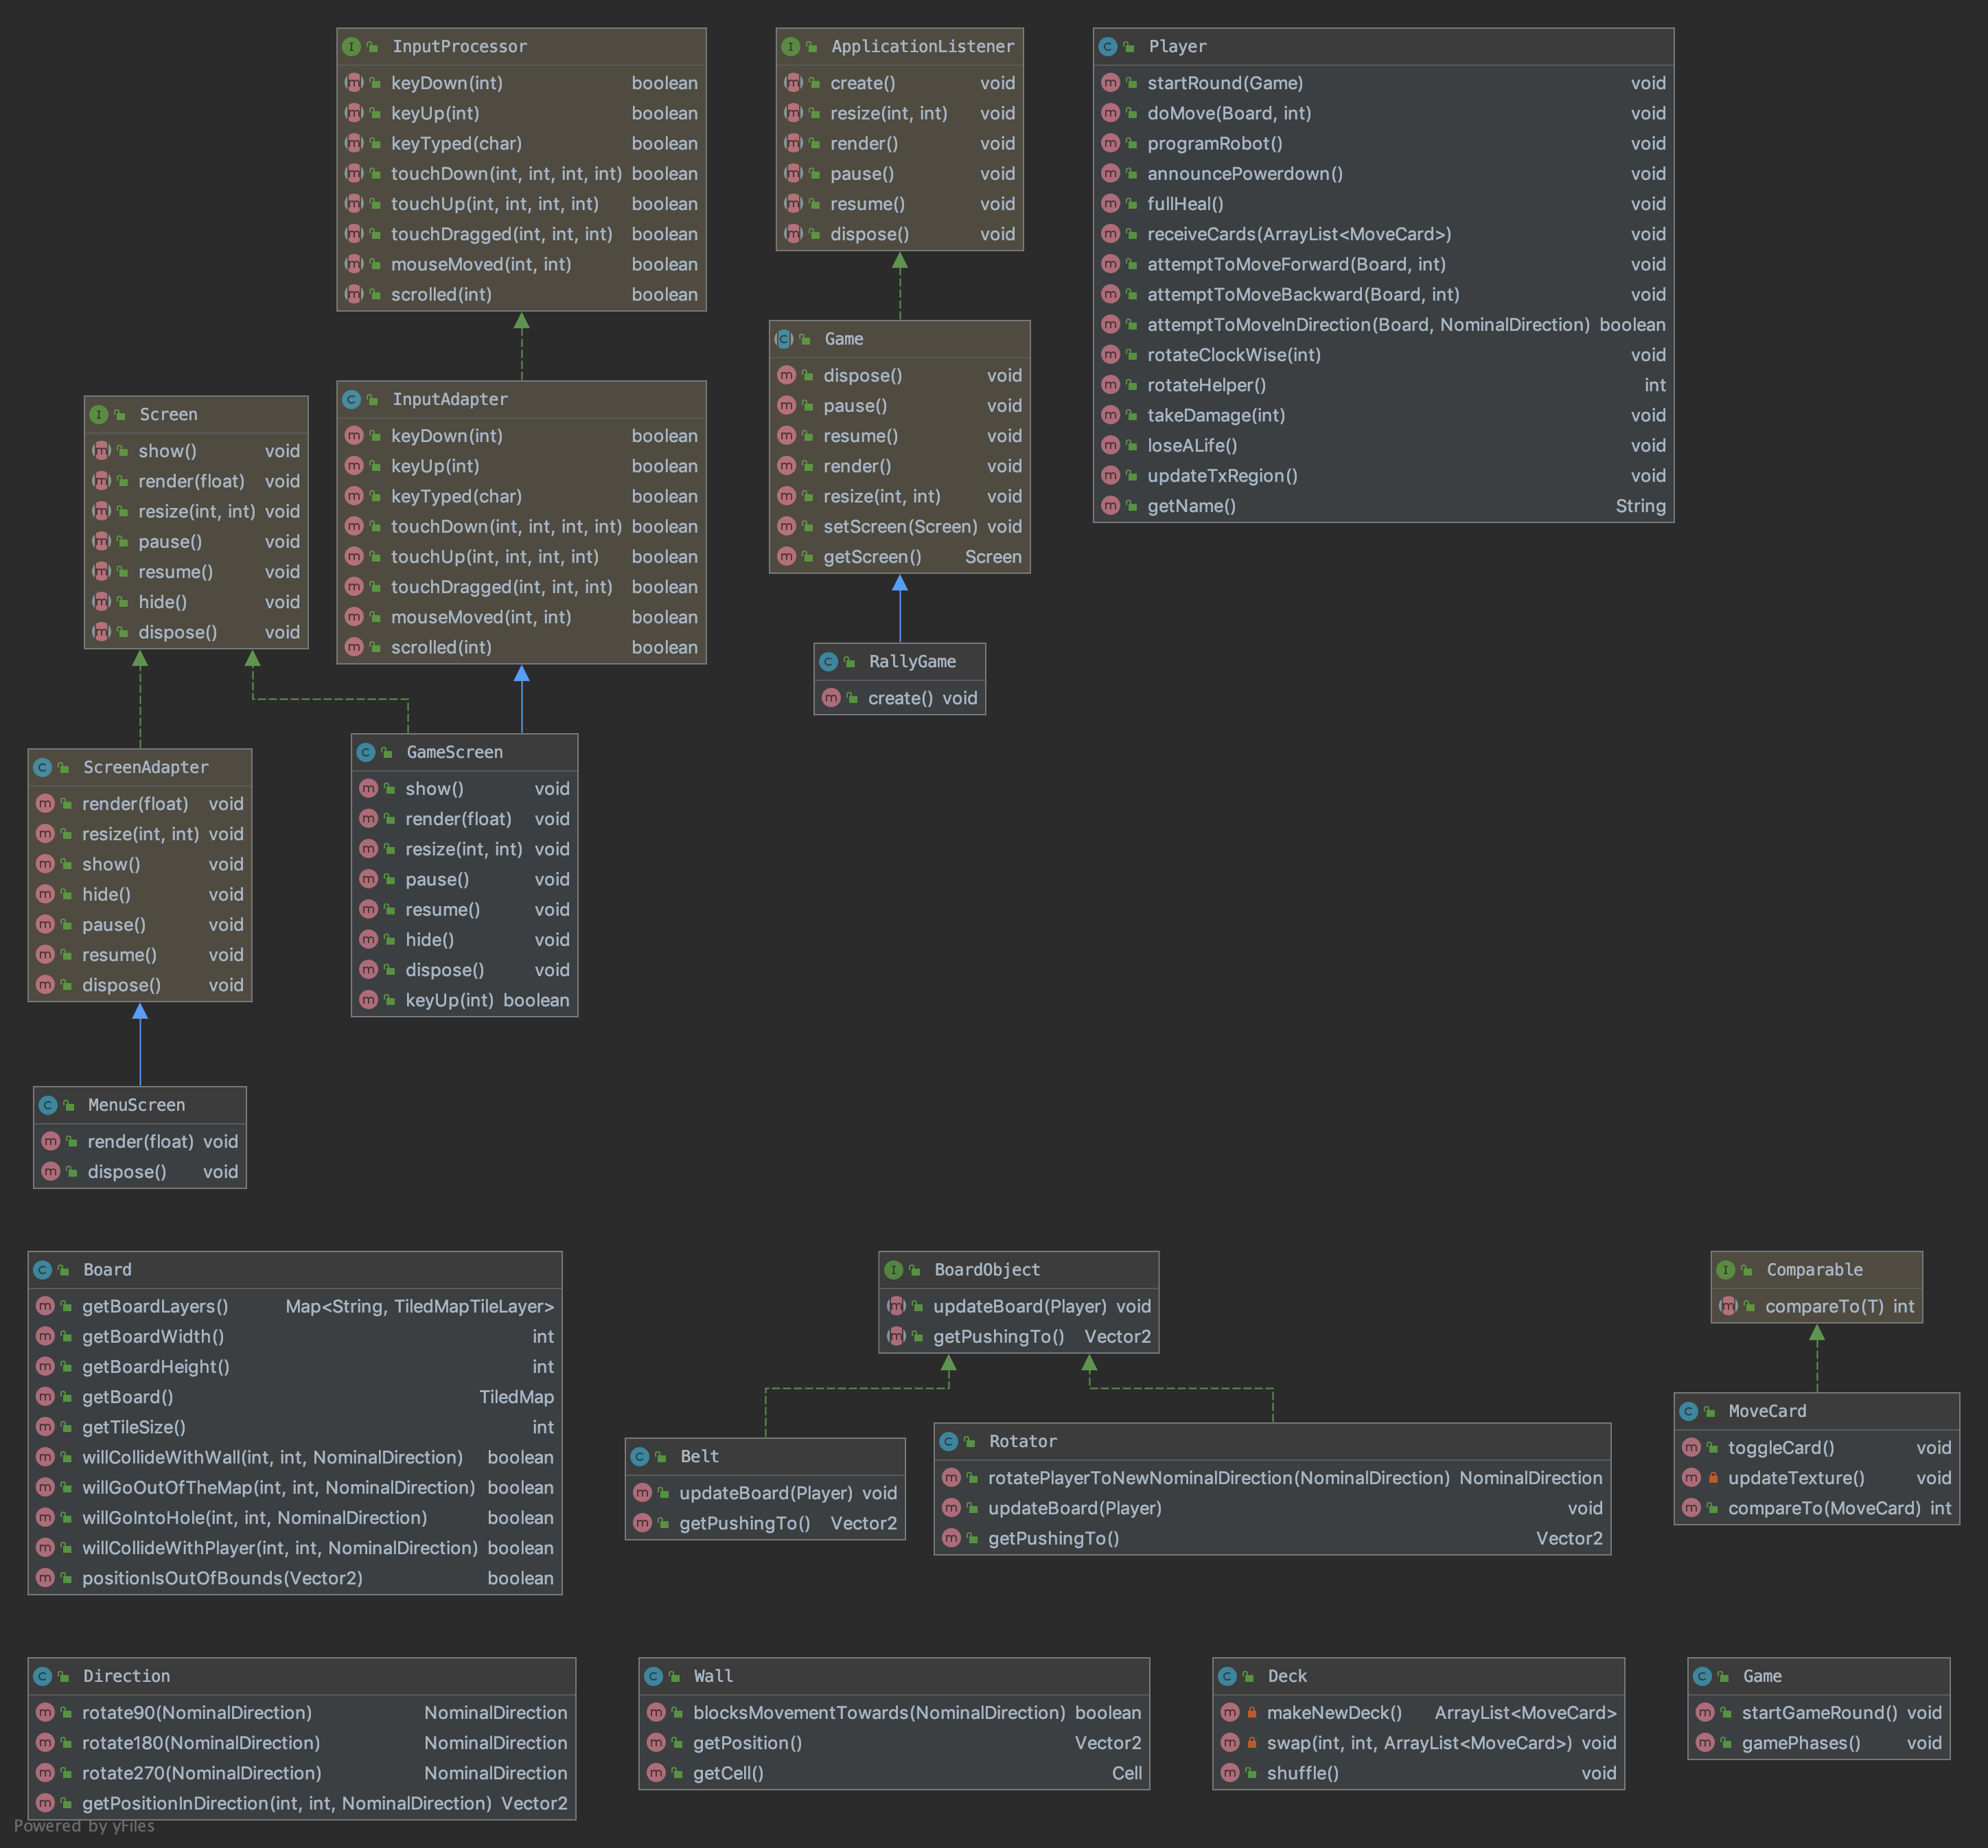 InputProcessor
keyDown(int) boolean
keyUp(int) boolean
keyTyped(char) boolean
touchDown(int, int, int, int) boolean
touchUp(int, int, int, int) boolean
touchDragged(int, int, int) boolean
mouseMoved(int, int) boolean
scrolled(int) boolean
ApplicationListener
create() void
resize(int, int) void
render() void
pause() void
resume() void
dispose() void
Player
startRound(Game) void
doMove(Board, int) void
programRobot() void
announcePowerdown() void
fullHeal() void
receiveCards(ArrayList<MoveCard>) void
attemptToMoveForward(Board, int) void
attemptToMoveBackward(Board, int) void
attemptToMoveInDirection(Board, NominalDirection) boolean
rotateClockWise(int) void
rotateHelper() int
takeDamage(int) void
loseALife() void
updateTxRegion() void
getName() String
Screen
show() void
render(float) void
resize(int, int) void
pause() void
resume() void
hide() void
dispose() void
InputAdapter
keyDown(int) boolean
keyUp(int) boolean
keyTyped(char) boolean
touchDown(int, int, int, int) boolean
touchUp(int, int, int, int) boolean
touchDragged(int, int, int) boolean
mouseMoved(int, int) boolean
scrolled(int) boolean
Game
dispose() void
pause() void
resume() void
render() void
resize(int, int) void
setScreen(Screen) void
getScreen() Screen
RallyGame
create() void
ScreenAdapter
render(float) void
resize(int, int) void
show() void
hide() void
pause() void
resume() void
dispose() void
GameScreen
show() void
render(float) void
resize(int, int) void
pause() void
resume() void
hide() void
dispose() void
keyUp(int) boolean
MenuScreen
render(float) void
dispose() void
Board
getBoardLayers() Map<String, TiledMapTileLayer>
getBoardWidth() int
getBoardHeight() int
getBoard() TiledMap
getTileSize() int
willCollideWithWall(int, int, NominalDirection) boolean
willGoOutOfTheMap(int, int, NominalDirection) boolean
willGoIntoHole(int, int, NominalDirection) boolean
willCollideWithPlayer(int, int, NominalDirection) boolean
positionIsOutOfBounds(Vector2) boolean
BoardObject
updateBoard(Player) void
getPushingTo() Vector2
Belt
updateBoard(Player) void
getPushingTo() Vector2
Rotator
rotatePlayerToNewNominalDirection(NominalDirection) NominalDirection
updateBoard(Player) void
getPushingTo() Vector2
Comparable
compareTo(T) int
MoveCard
toggleCard() void
updateTexture() void
compareTo(MoveCard) int
Direction
rotate90(NominalDirection) NominalDirection
rotate180(NominalDirection) NominalDirection
rotate270(NominalDirection) NominalDirection
getPositionInDirection(int, int, NominalDirection) Vector2
Wall
blocksMovementTowards(NominalDirection) boolean
getPosition() Vector2
getCell() Cell
Deck
makeNewDeck() ArrayList<MoveCard>
swap(int, int, ArrayList<MoveCard>) void
shuffle() void
Game
startGameRound() void
gamePhases() void
Powered by yFiles